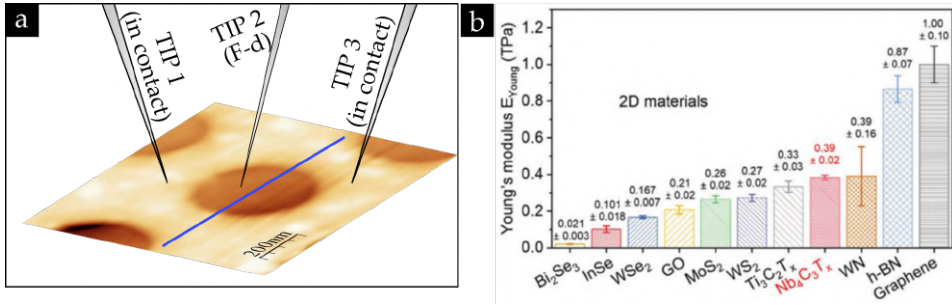 a
TIP 1
(in contact)
TIP 2
(F-d)
TIP 3
(in contact)
200nm
b
Young's modulus E_Young (TPa)
1.2
1.0
0.8
0.6
0.4
0.2
0.0
2D materials
0.021
± 0.003
0.101
± 0.018
0.167
± 0.007
0.21
± 0.02
0.26
± 0.02
0.27
± 0.02
0.33
± 0.03
0.39
± 0.02
0.39
± 0.16
0.87
± 0.07
1.00
± 0.10
Bi₂Se₃
InSe
WSe₂
GO
MoS₂
WS₂
Ti₃C₂Tₓ
Nb₄C₃Tₓ
WN
h-BN
Graphene